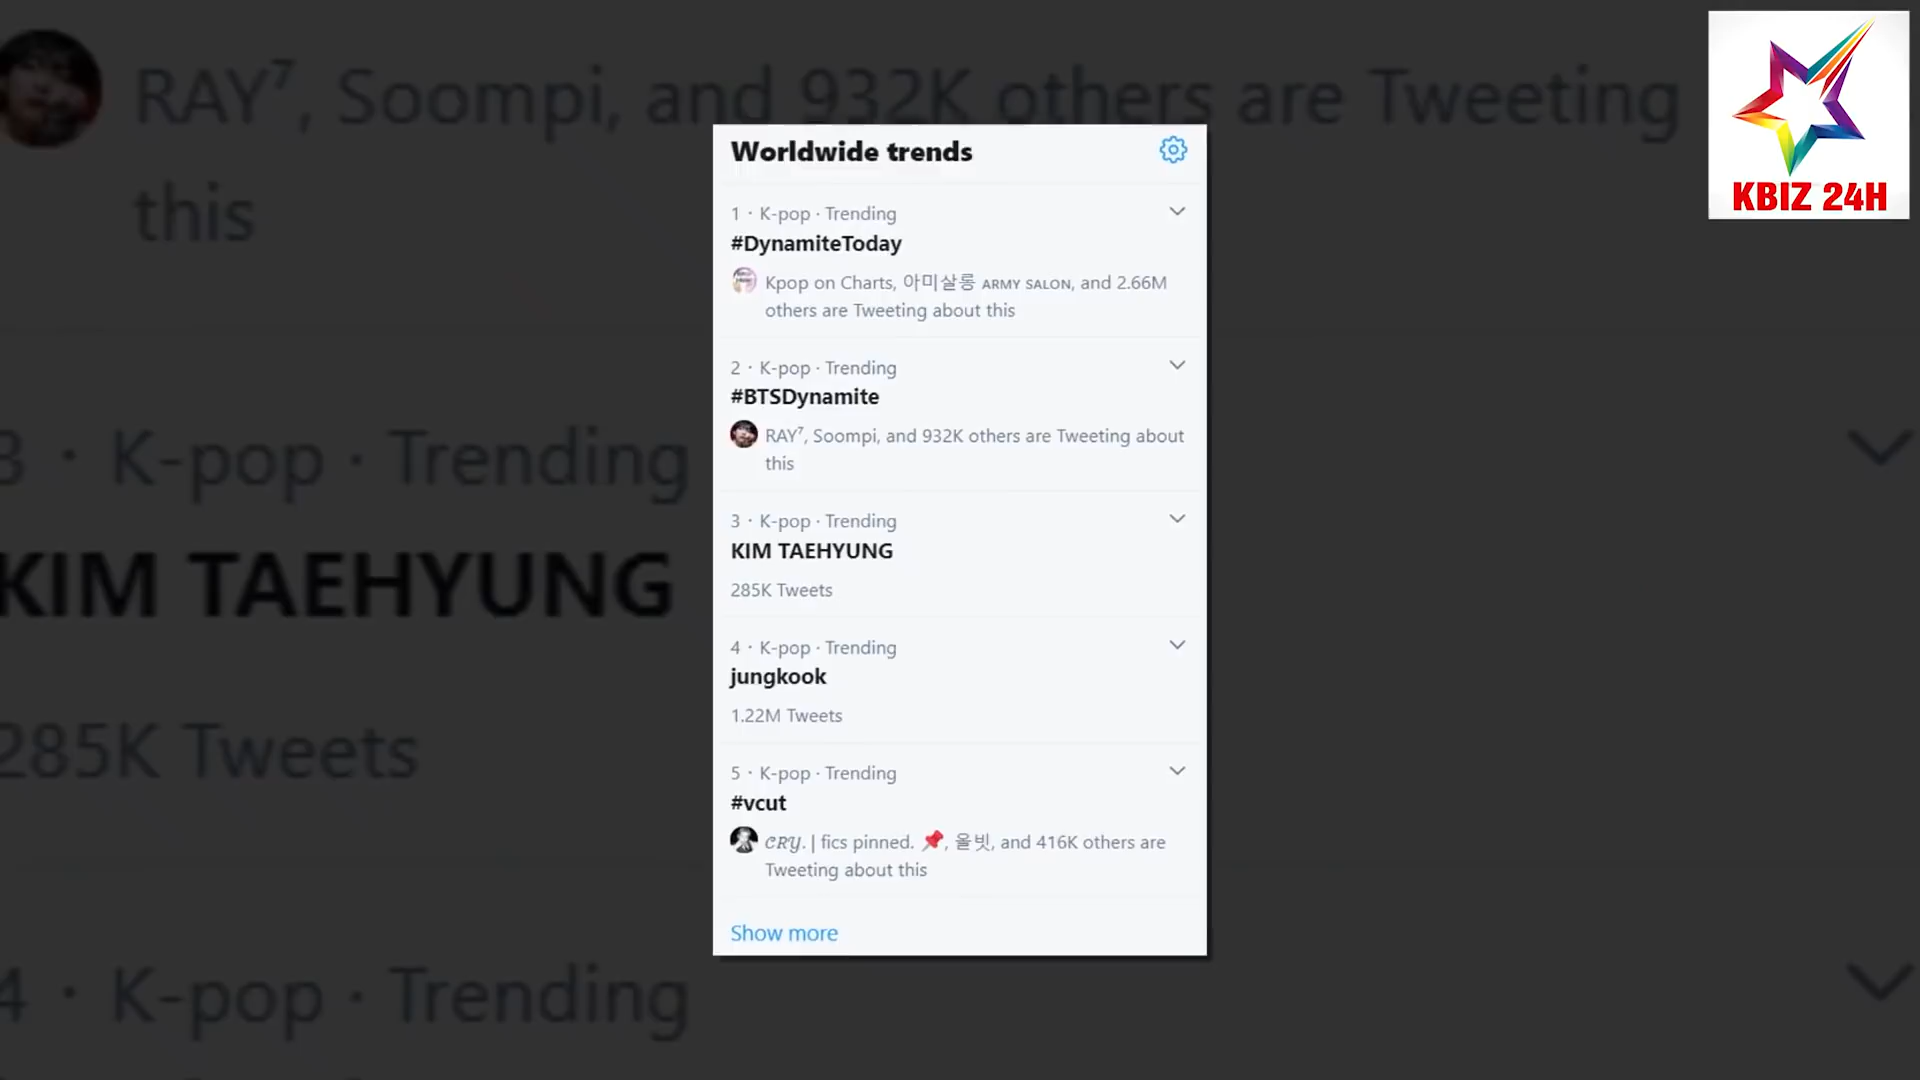 RAY⁷, Soompi, and 932K others are Tweeting
this
KBIZ 24H
Worldwide trends
1 · K-pop · Trending
#DynamiteToday
Kpop on Charts, 아미살롱 ᴀʀᴍʏ ꜱᴀʟᴏɴ, and 2.66M
others are Tweeting about this
2 · K-pop · Trending
#BTSDynamite
RAY⁷, Soompi, and 932K others are Tweeting about
this
3 · K-pop · Trending
KIM TAEHYUNG
285K Tweets
4 · K-pop · Trending
jungkook
1.22M Tweets
5 · K-pop · Trending
#vcut
𝓒𝓡𝓨. | fics pinned. 📌, 올빗, and 416K others are
Tweeting about this
Show more
3 · K-pop · Trending
KIM TAEHYUNG
285K Tweets
4 · K-pop · Trending